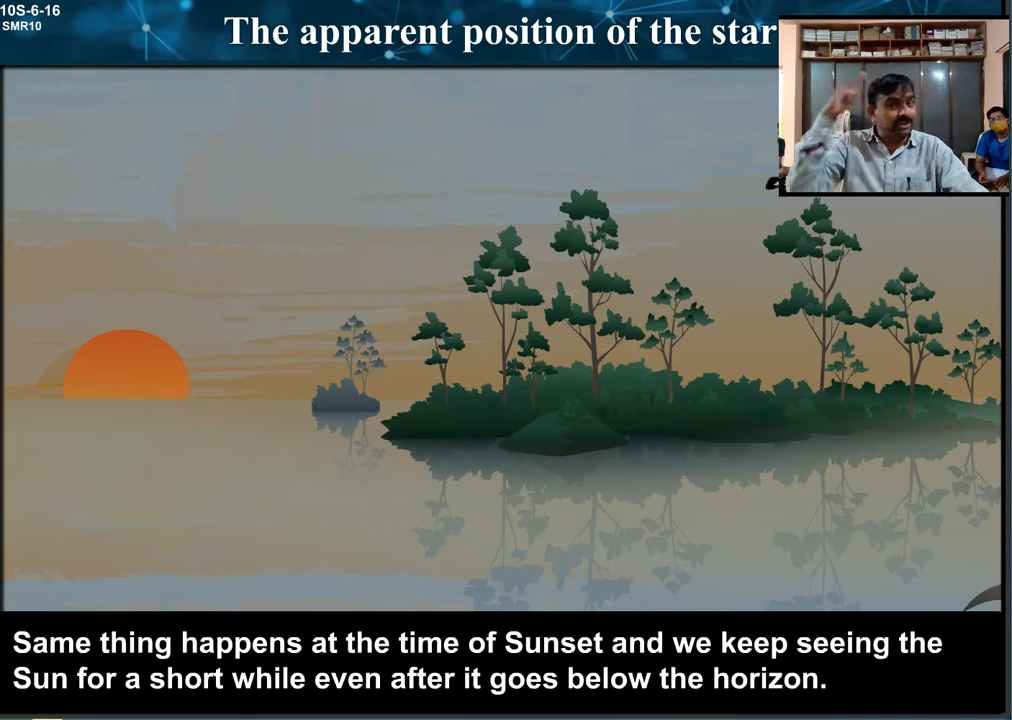 10S-6-16
SMR10
The apparent position of the star
Same thing happens at the time of Sunset and we keep seeing the
Sun for a short while even after it goes below the horizon.